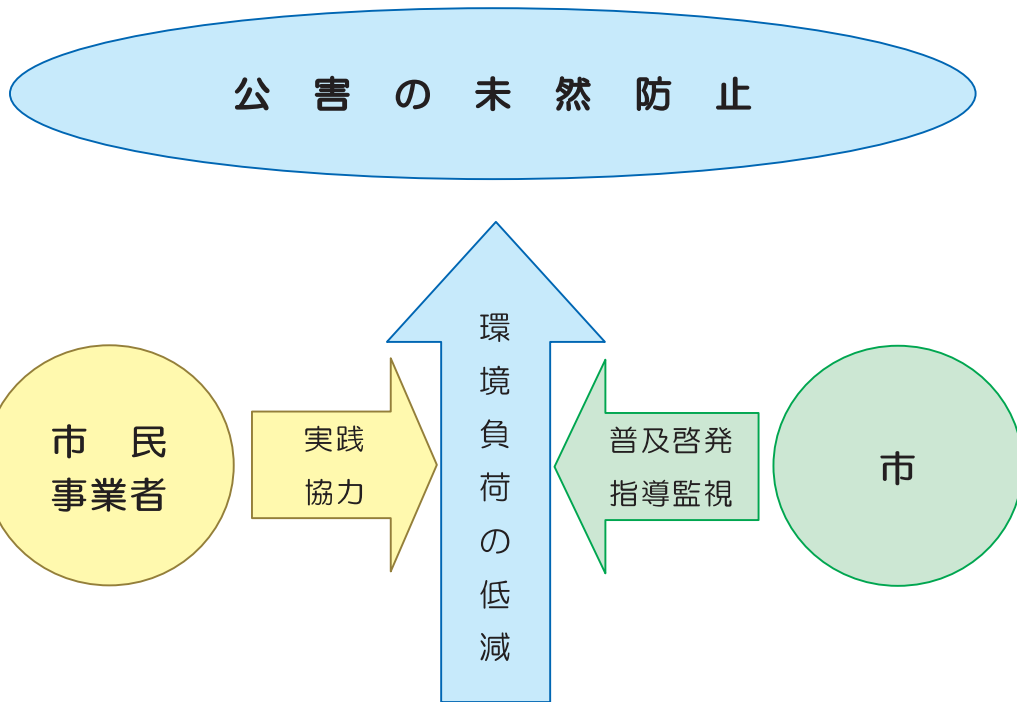 公害の未然防止
環境負荷の低減
市民
事業者
実践
協力
普及啓発
指導監視
市